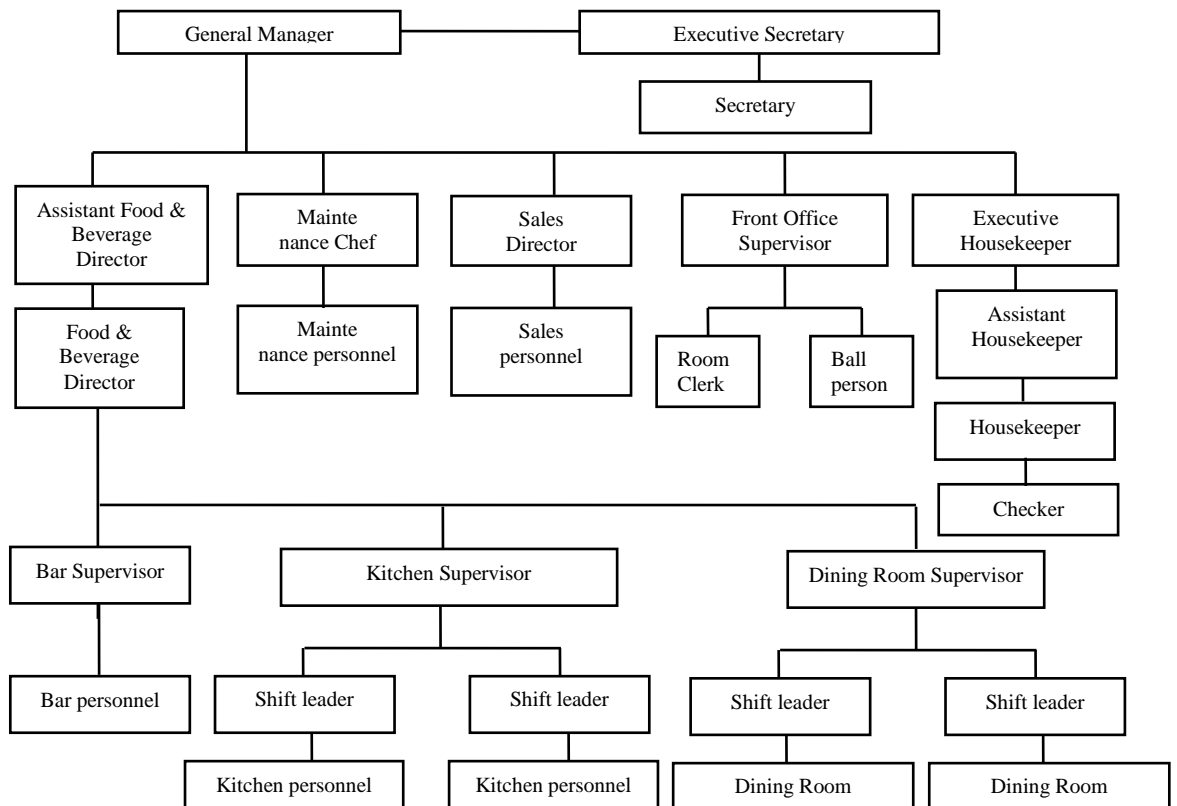 General Manager
Executive Secretary
Secretary
Assistant Food &
Beverage
Director
Mainte
nance Chef
Sales
Director
Front Office
Supervisor
Executive
Housekeeper
Food &
Beverage
Director
Mainte
nance personnel
Sales
personnel
Room
Clerk
Ball
person
Assistant
Housekeeper
Housekeeper
Checker
Bar Supervisor
Kitchen Supervisor
Dining Room Supervisor
Bar personnel
Shift leader
Shift leader
Shift leader
Shift leader
Kitchen personnel
Kitchen personnel
Dining Room
Dining Room